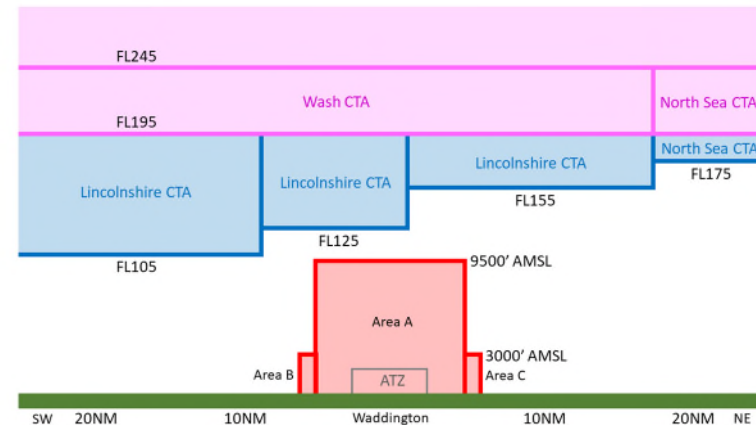 FL245
Wash CTA
North Sea CTA
FL195
North Sea CTA
Lincolnshire CTA
Lincolnshire CTA
Lincolnshire CTA
FL175
FL155
FL125
FL105
9500' AMSL
Area A
3000' AMSL
Area B
ATZ
Area C
SW 20NM 10NM Waddington 10NM 20NM NE